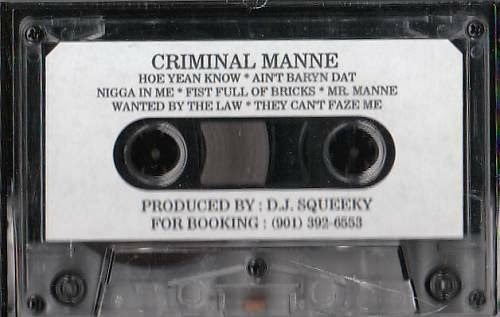 CRIMINAL MANNE
HOE YEAN KNOW * AIN'T BARYN DAT
NIGGA IN ME * FIST FULL OF BRICKS * MR. MANNE
WANTED BY THE LAW * THEY CAN'T FAZE ME
PRODUCED BY : D.J. SQUEEKY
FOR BOOKING : (901) 392-6553